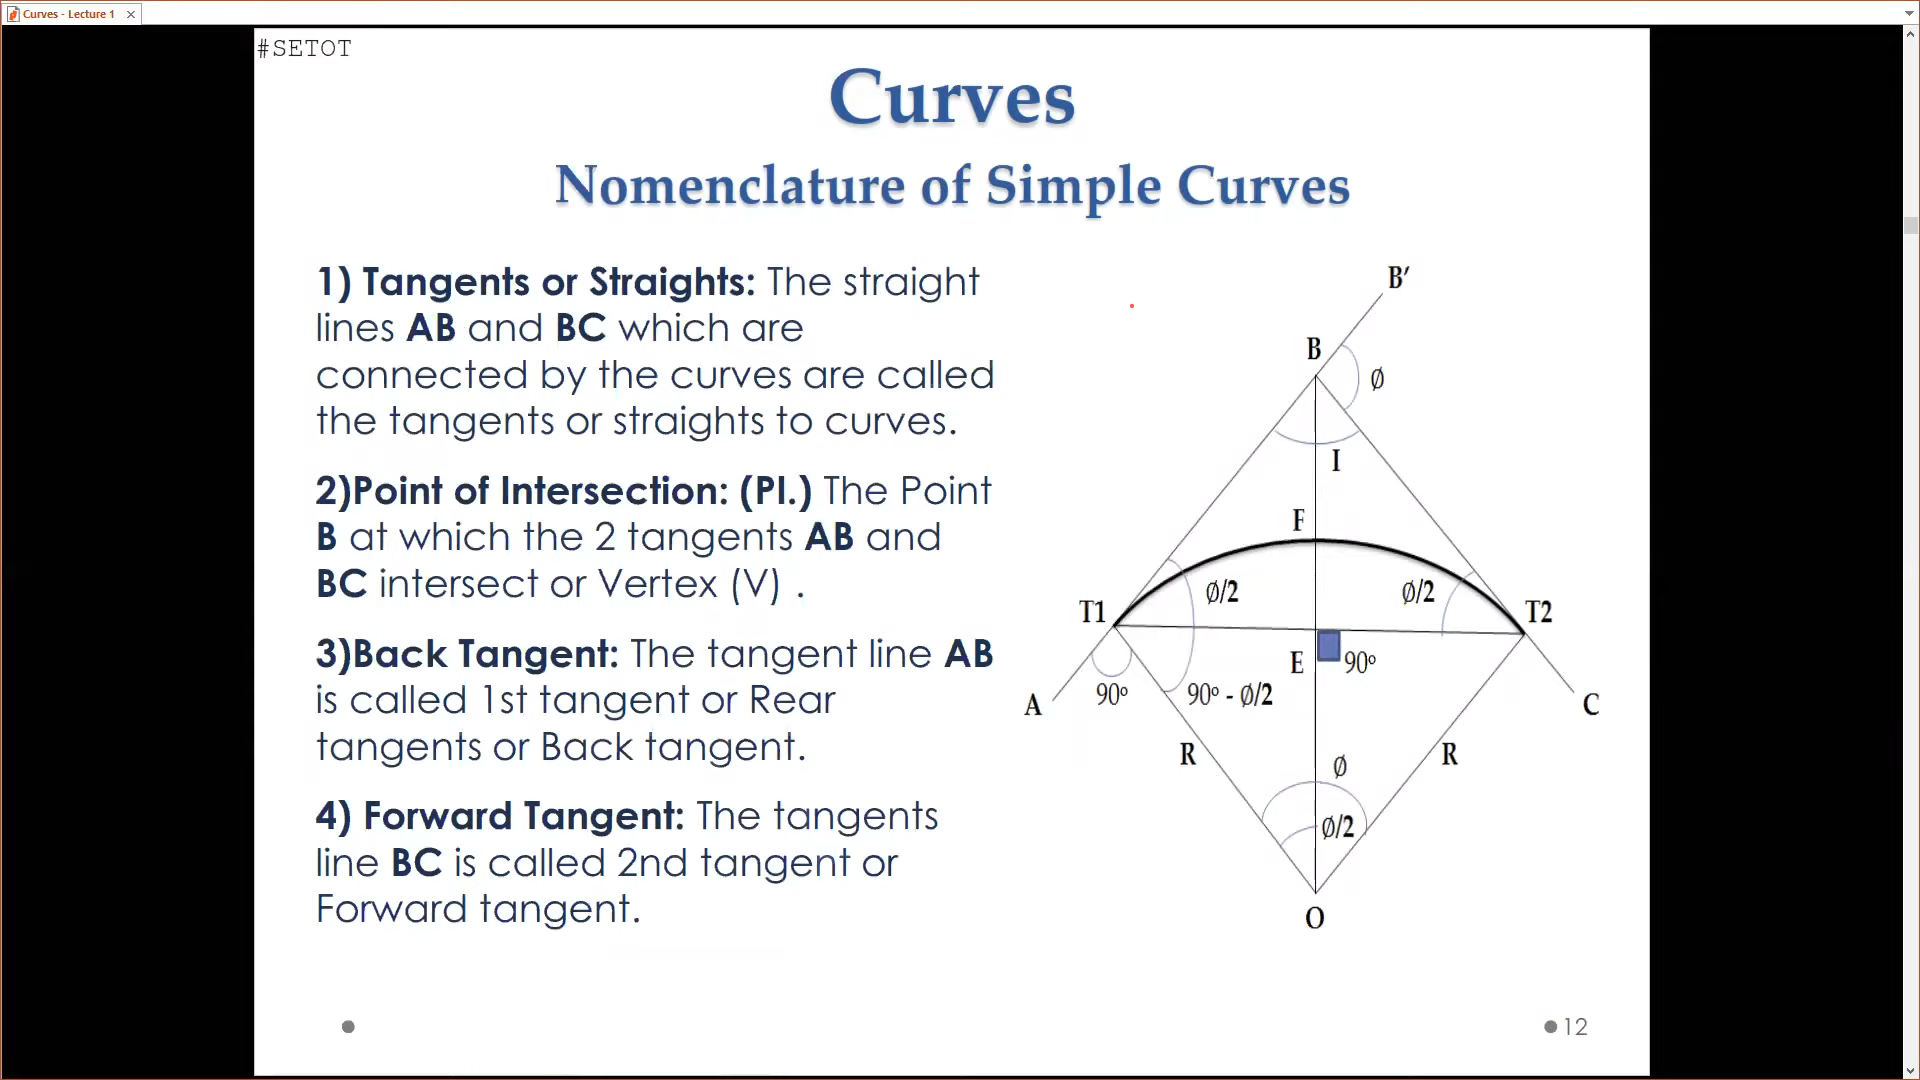 Curves - Lecture 1
#SETOT
Curves
Nomenclature of Simple Curves
1) Tangents or Straights: The straight
lines AB and BC which are
connected by the curves are called
the tangents or straights to curves.
2)Point of Intersection: (PI.) The Point
B at which the 2 tangents AB and
BC intersect or Vertex (V) .
3)Back Tangent: The tangent line AB
is called 1st tangent or Rear
tangents or Back tangent.
4) Forward Tangent: The tangents
line BC is called 2nd tangent or
Forward tangent.
B′
B
∅
I
F
∅/2
∅/2
T1
T2
E
90º
90º
90º - ∅/2
A
C
R
R
∅
∅/2
O
12